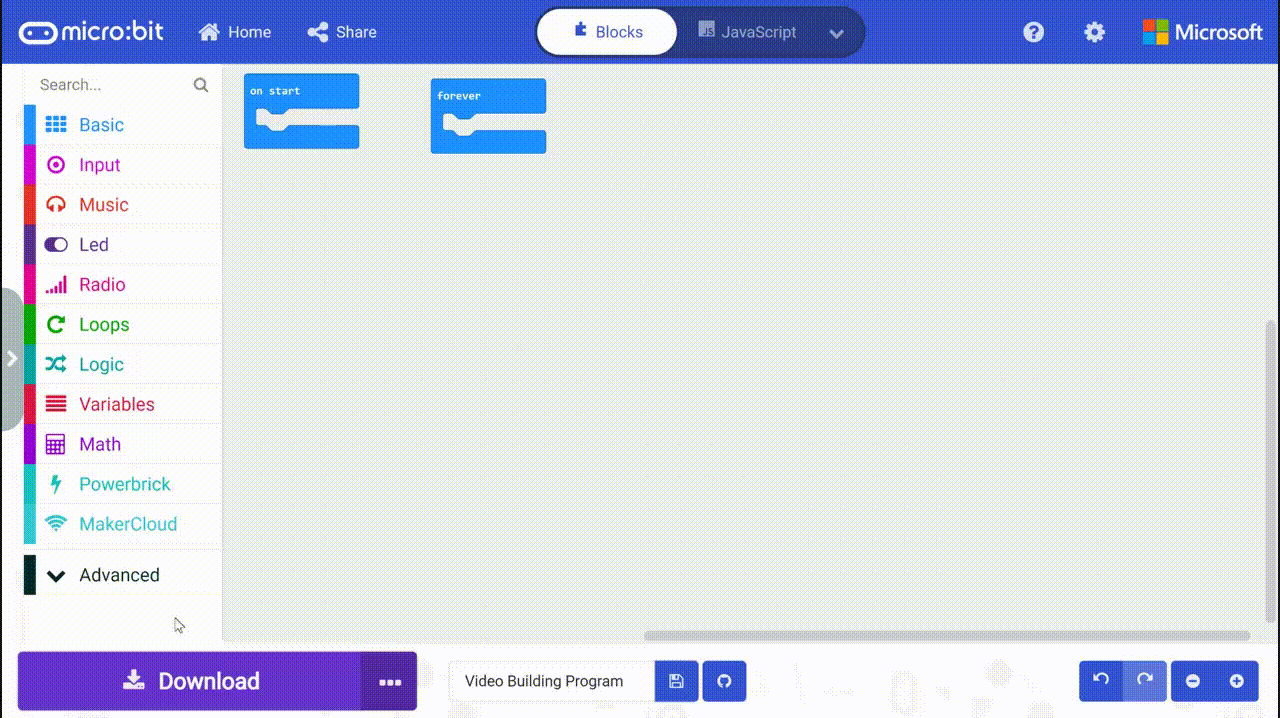 micro:bit
Home
Share
Blocks
JS JavaScript
Microsoft
Search...
Basic
Input
Music
Led
Radio
Loops
Logic
Variables
Math
Powerbrick
MakerCloud
Advanced
on start
forever
Download
Video Building Program